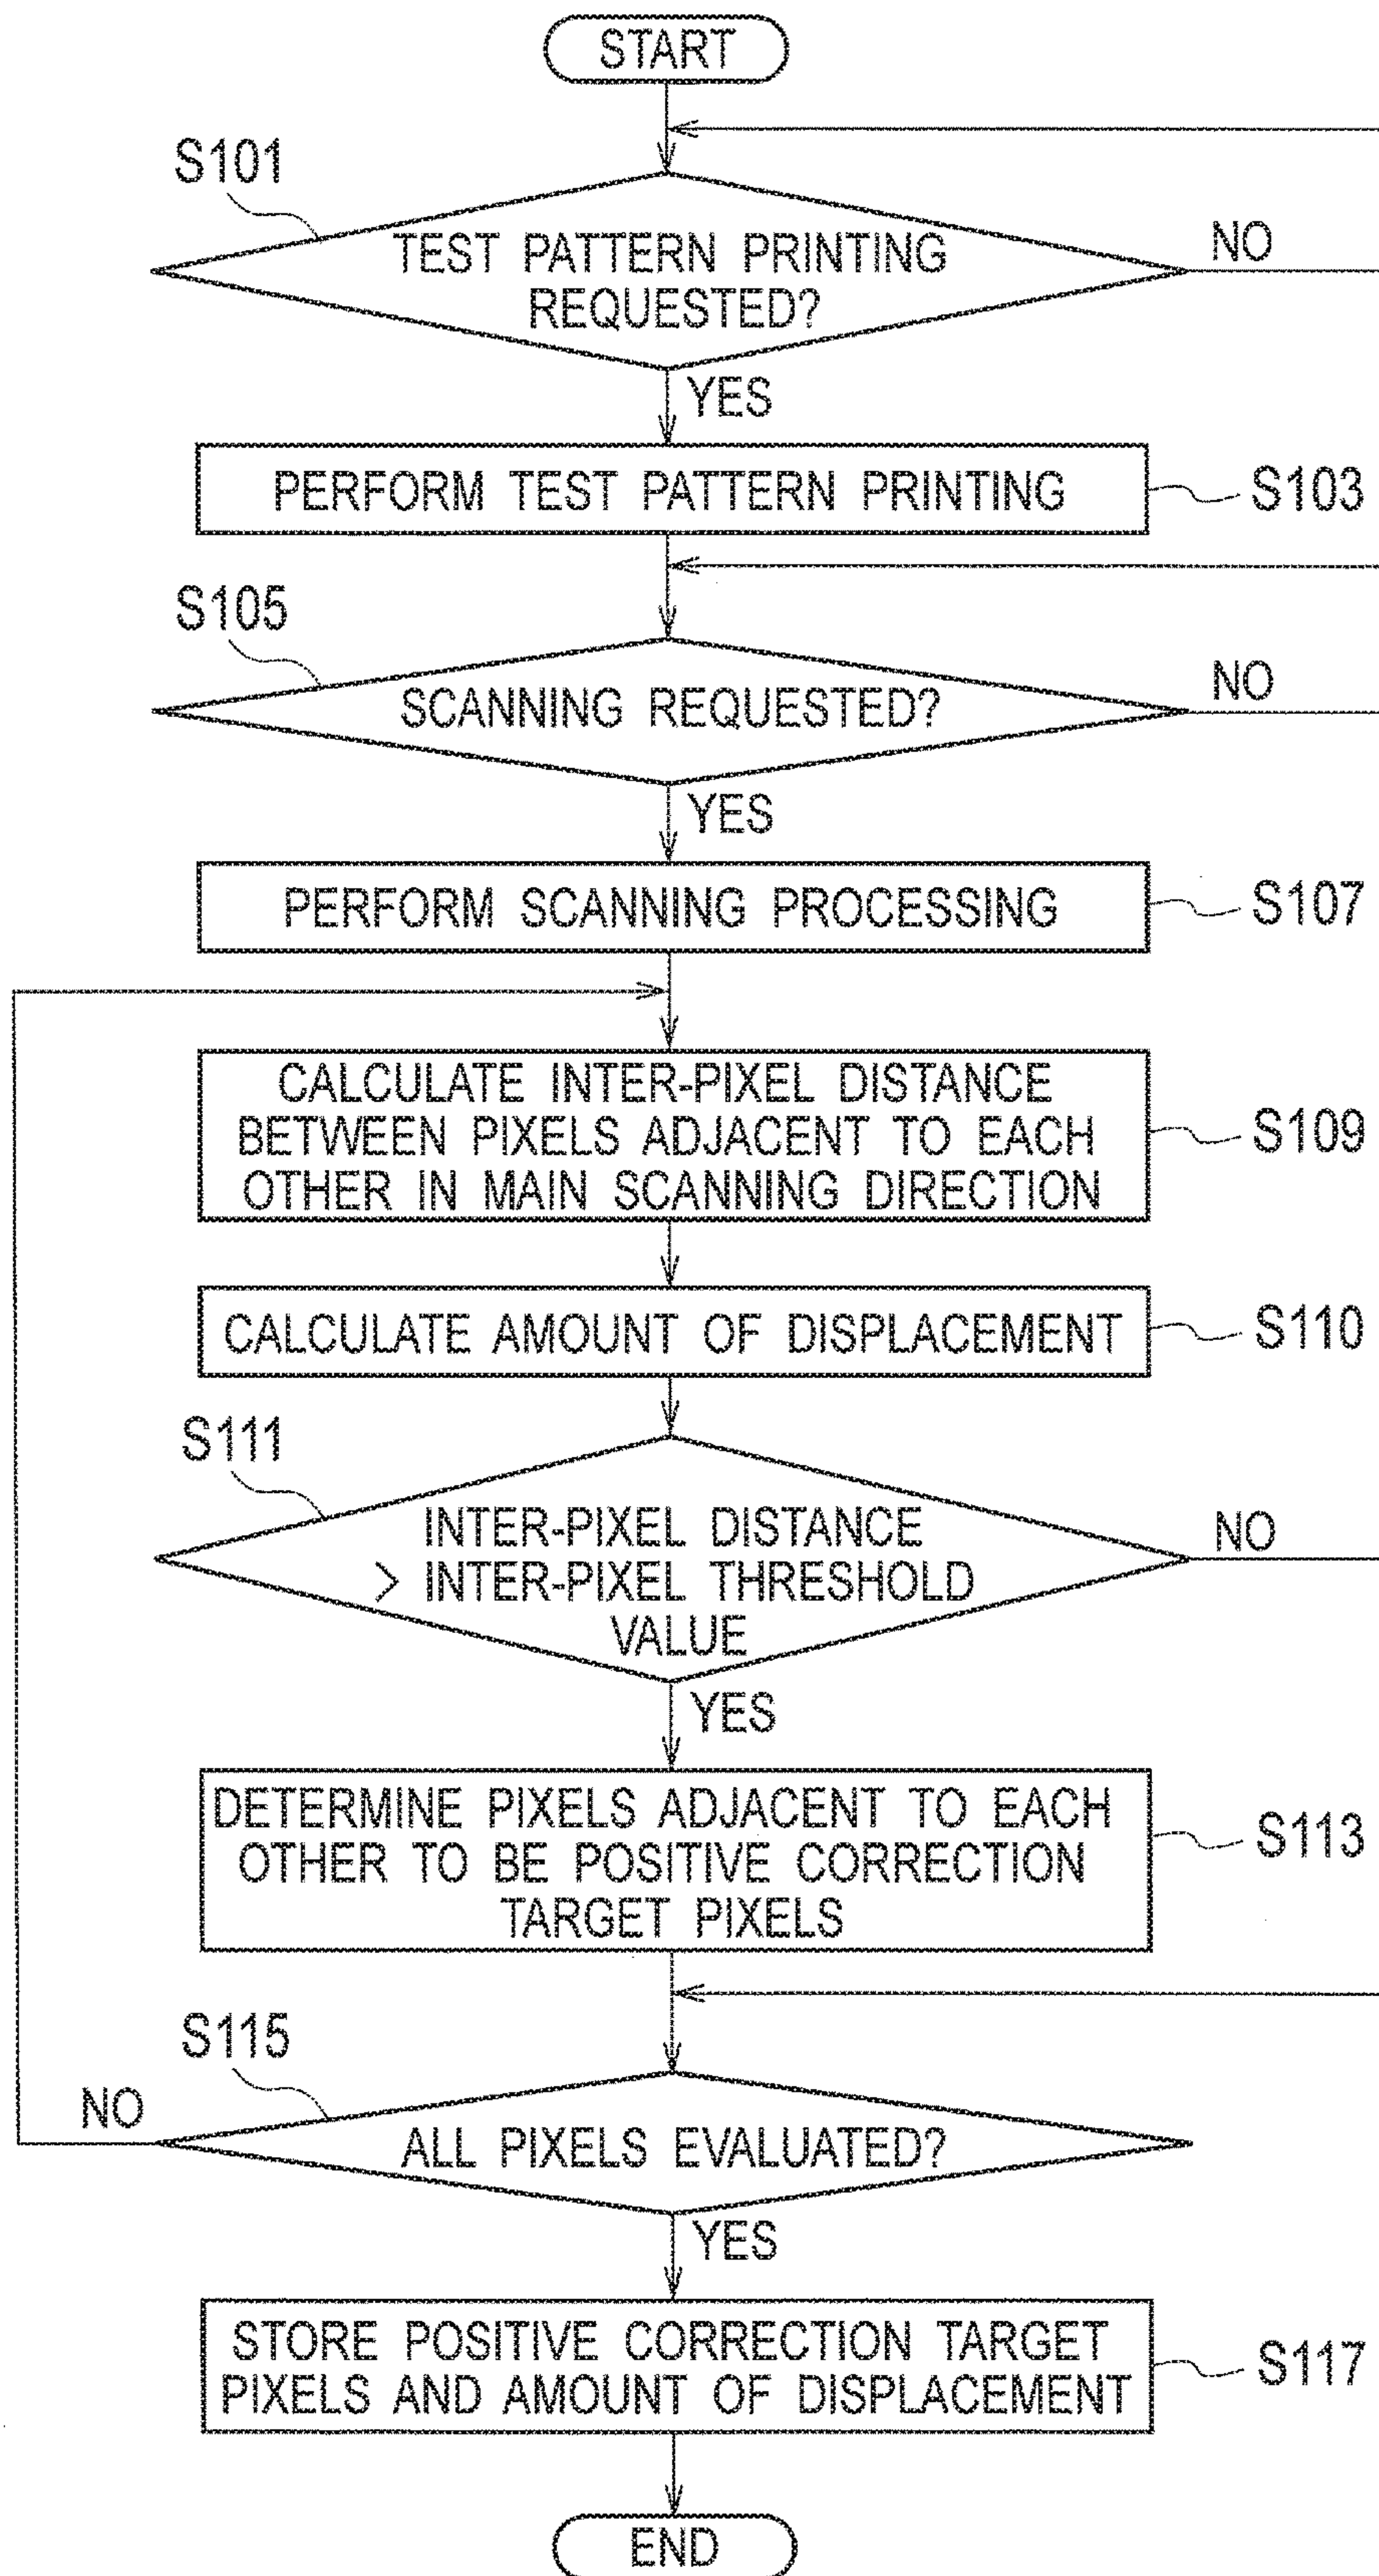 START
S101
TEST PATTERN PRINTING
REQUESTED?
NO
YES
PERFORM TEST PATTERN PRINTING
S103
S105
SCANNING REQUESTED?
NO
YES
PERFORM SCANNING PROCESSING
S107
CALCULATE INTER-PIXEL DISTANCE
BETWEEN PIXELS ADJACENT TO EACH
OTHER IN MAIN SCANNING DIRECTION
S109
CALCULATE AMOUNT OF DISPLACEMENT
S110
S111
INTER-PIXEL DISTANCE
> INTER-PIXEL THRESHOLD
VALUE
NO
YES
DETERMINE PIXELS ADJACENT TO EACH
OTHER TO BE POSITIVE CORRECTION
TARGET PIXELS
S113
S115
NO
ALL PIXELS EVALUATED?
YES
STORE POSITIVE CORRECTION TARGET
PIXELS AND AMOUNT OF DISPLACEMENT
S117
END